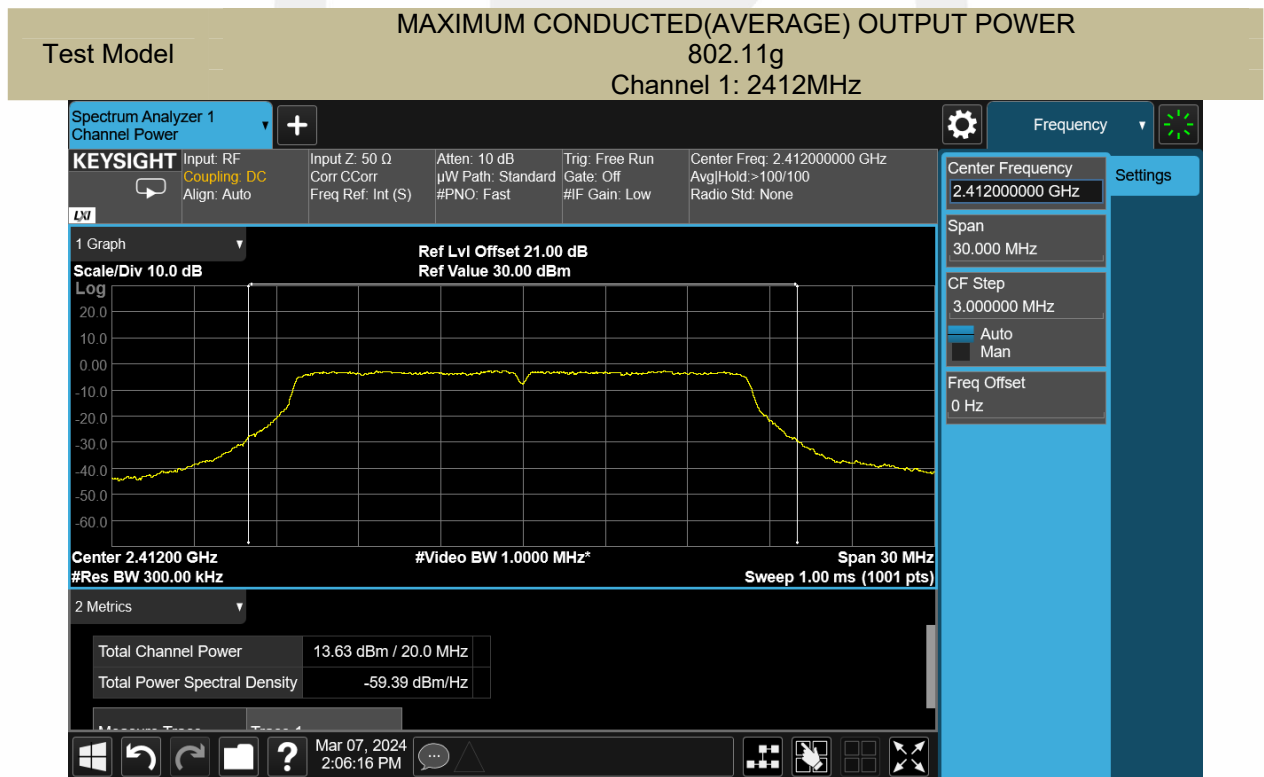 MAXIMUM CONDUCTED(AVERAGE) OUTPUT POWER
Test Model
802.11g
Channel 1: 2412MHz
Spectrum Analyzer 1
Channel Power
+
Frequency
KEYSIGHT
Input: RF
Coupling: DC
Align: Auto
Input Z: 50 Ω
Corr CCorr
Freq Ref: Int (S)
Atten: 10 dB
µW Path: Standard
#PNO: Fast
Trig: Free Run
Gate: Off
#IF Gain: Low
Center Freq: 2.412000000 GHz
Avg|Hold:>100/100
Radio Std: None
LXI
Center Frequency
2.412000000 GHz
Settings
Span
30.000 MHz
CF Step
3.000000 MHz
Auto
Man
Freq Offset
0 Hz
1 Graph
Scale/Div 10.0 dB
Ref Lvl Offset 21.00 dB
Ref Value 30.00 dBm
Log
20.0
10.0
0.00
-10.0
-20.0
-30.0
-40.0
-50.0
-60.0
Center 2.41200 GHz
#Video BW 1.0000 MHz*
Span 30 MHz
#Res BW 300.00 kHz
Sweep 1.00 ms (1001 pts)
2 Metrics
Total Channel Power 13.63 dBm / 20.0 MHz
Total Power Spectral Density -59.39 dBm/Hz
?
Mar 07, 2024
2:06:16 PM